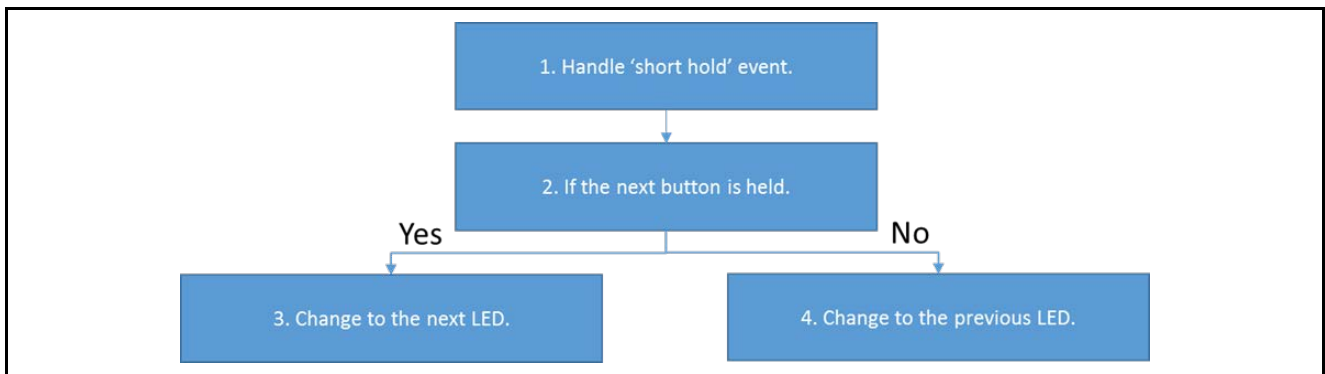 1. Handle ‘short hold’ event.
2. If the next button is held.
Yes
No
3. Change to the next LED.
4. Change to the previous LED.